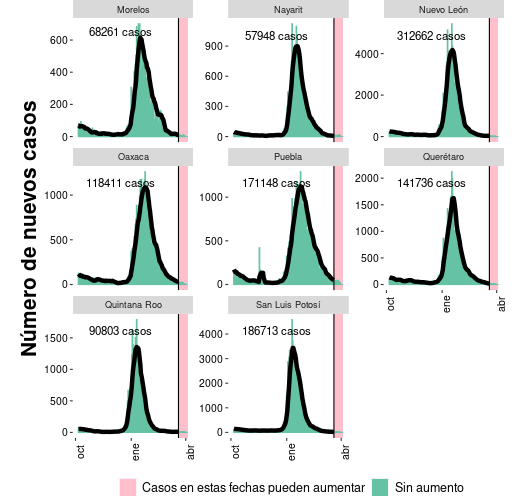 Número de nuevos casos
Morelos
68261 casos
600
400
200
0
Nayarit
57948 casos
900
600
300
0
Nuevo León
312662 casos
4000
2000
0
Oaxaca
118411 casos
1000
500
0
Puebla
171148 casos
1000
500
0
Querétaro
141736 casos
2000
1500
1000
500
0
oct
ene
abr
Quintana Roo
90803 casos
1500
1000
500
0
oct
ene
abr
San Luis Potosí
186713 casos
4000
3000
2000
1000
0
oct
ene
abr
Casos en estas fechas pueden aumentar
Sin aumento